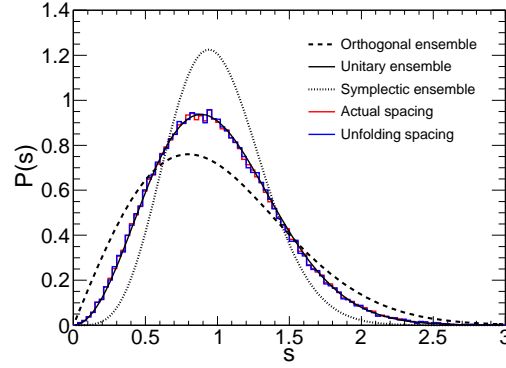 P(s)
1.4
1.2
1
0.8
0.6
0.4
0.2
0
Orthogonal ensemble
Unitary ensemble
Symplectic ensemble
Actual spacing
Unfolding spacing
0 0.5 1 1.5 2 2.5 3
s